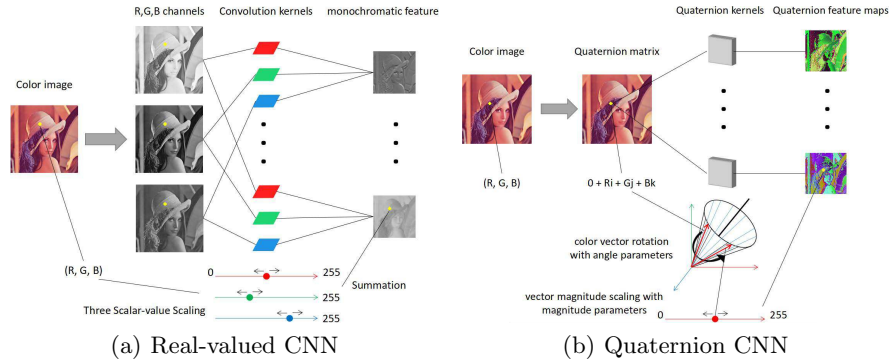 R,G,B channels
Convolution kernels
monochromatic feature
Color image
(R, G, B)
0
255
255
255
Three Scalar-value Scaling
Summation
(a) Real-valued CNN
Quaternion kernels
Quaternion feature maps
Color image
Quaternion matrix
(R, G, B)
0 + Ri + Gj + Bk
color vector rotation
with angle parameters
vector magnitude scaling with
magnitude parameters
0
255
(b) Quaternion CNN